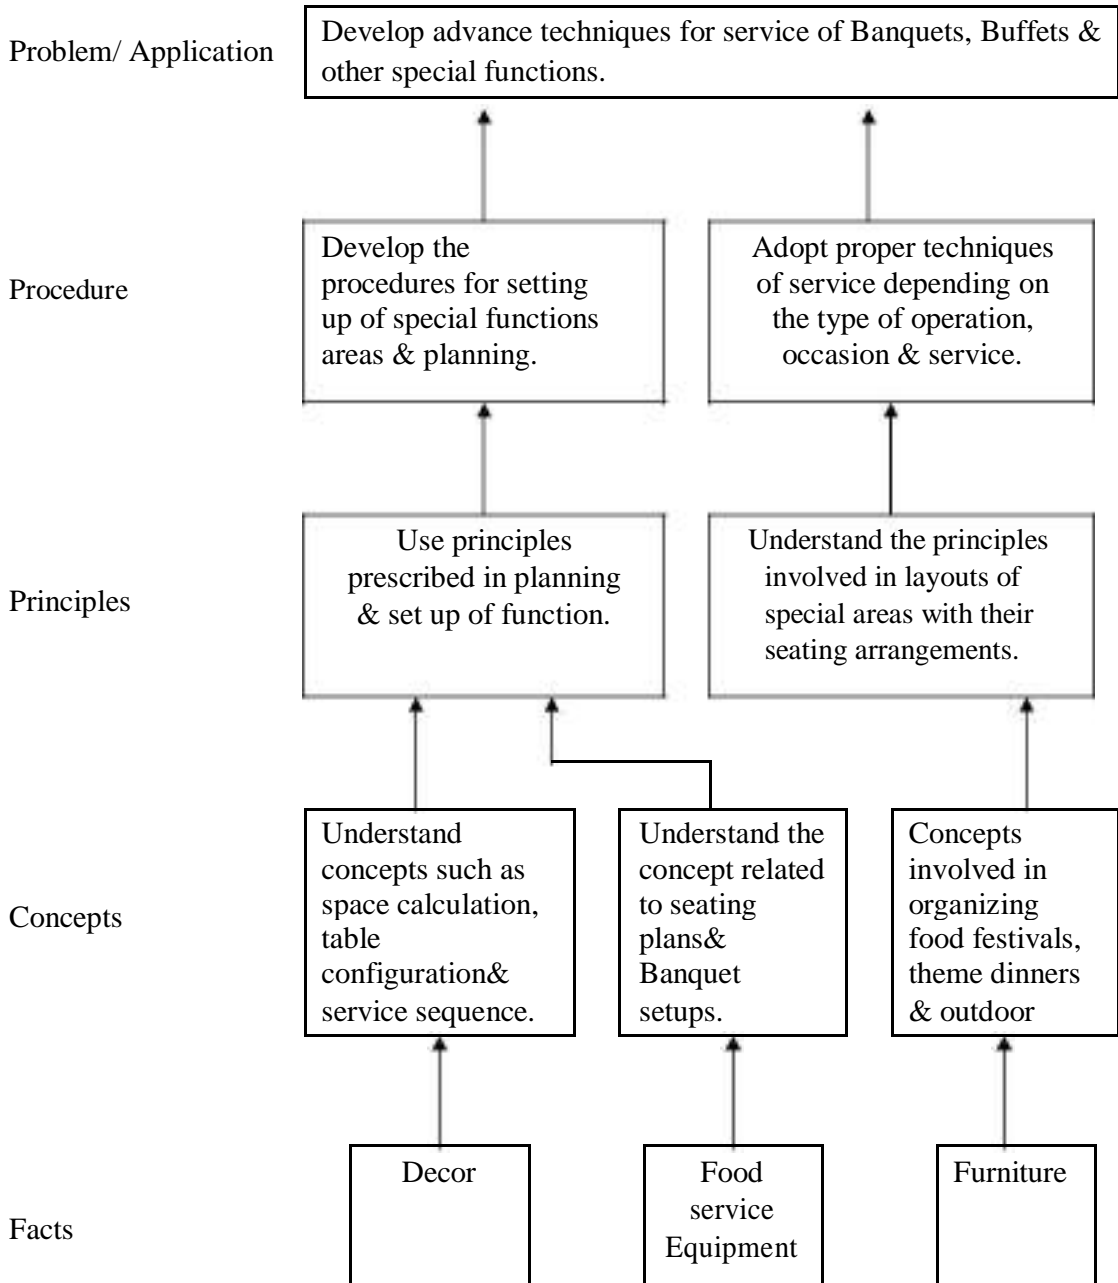 Problem/ Application
Develop advance techniques for service of Banquets, Buffets &
other special functions.
Procedure
Develop the
procedures for setting
up of special functions
areas & planning.
Adopt proper techniques
of service depending on
the type of operation,
occasion & service.
Principles
Use principles
prescribed in planning
& set up of function.
Understand the principles
involved in layouts of
special areas with their
seating arrangements.
Concepts
Understand
concepts such as
space calculation,
table
configuration&
service sequence.
Understand the
concept related
to seating
plans&
Banquet
setups.
Concepts
involved in
organizing
food festivals,
theme dinners
& outdoor
Facts
Decor
Food
service
Equipment
Furniture